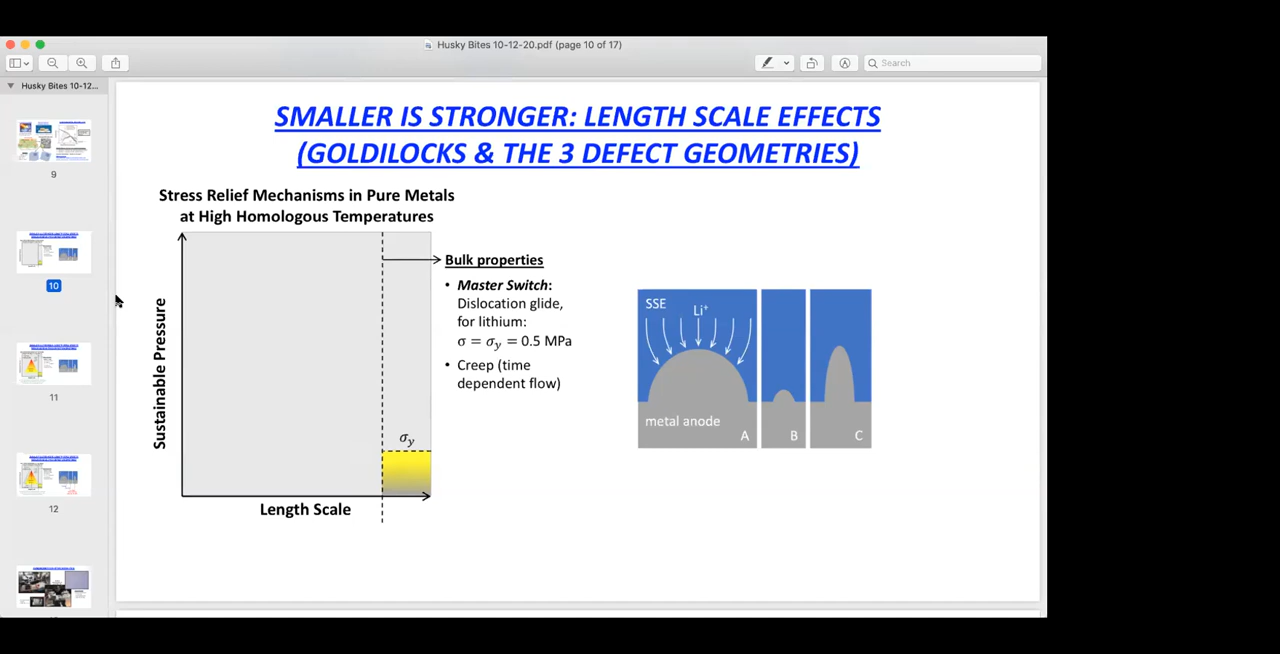 Husky Bites 10-12-20.pdf (page 10 of 17)
Search
Husky Bites 10-12...
9
10
11
12
SMALLER IS STRONGER: LENGTH SCALE EFFECTS
(GOLDILOCKS & THE 3 DEFECT GEOMETRIES)
Stress Relief Mechanisms in Pure Metals
at High Homologous Temperatures
Sustainable Pressure
Length Scale
σy
Bulk properties
• Master Switch:
Dislocation glide,
for lithium:
σ = σy = 0.5 MPa
• Creep (time
dependent flow)
SSE
Li+
metal anode
A
B
C